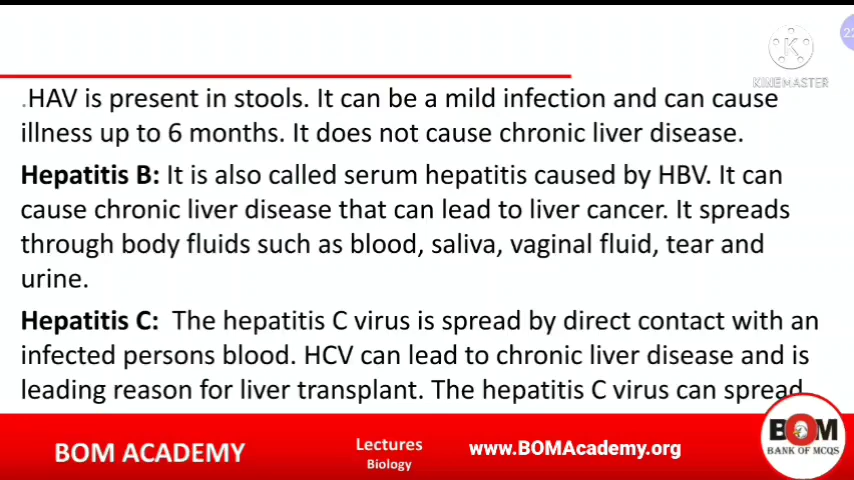 K
KINEMASTER
.HAV is present in stools. It can be a mild infection and can cause
illness up to 6 months. It does not cause chronic liver disease.
Hepatitis B: It is also called serum hepatitis caused by HBV. It can
cause chronic liver disease that can lead to liver cancer. It spreads
through body fluids such as blood, saliva, vaginal fluid, tear and
urine.
Hepatitis C: The hepatitis C virus is spread by direct contact with an
infected persons blood. HCV can lead to chronic liver disease and is
leading reason for liver transplant. The hepatitis C virus can spread
BOM ACADEMY
Lectures
Biology
www.BOMAcademy.org
BOM
BANK OF MCQS